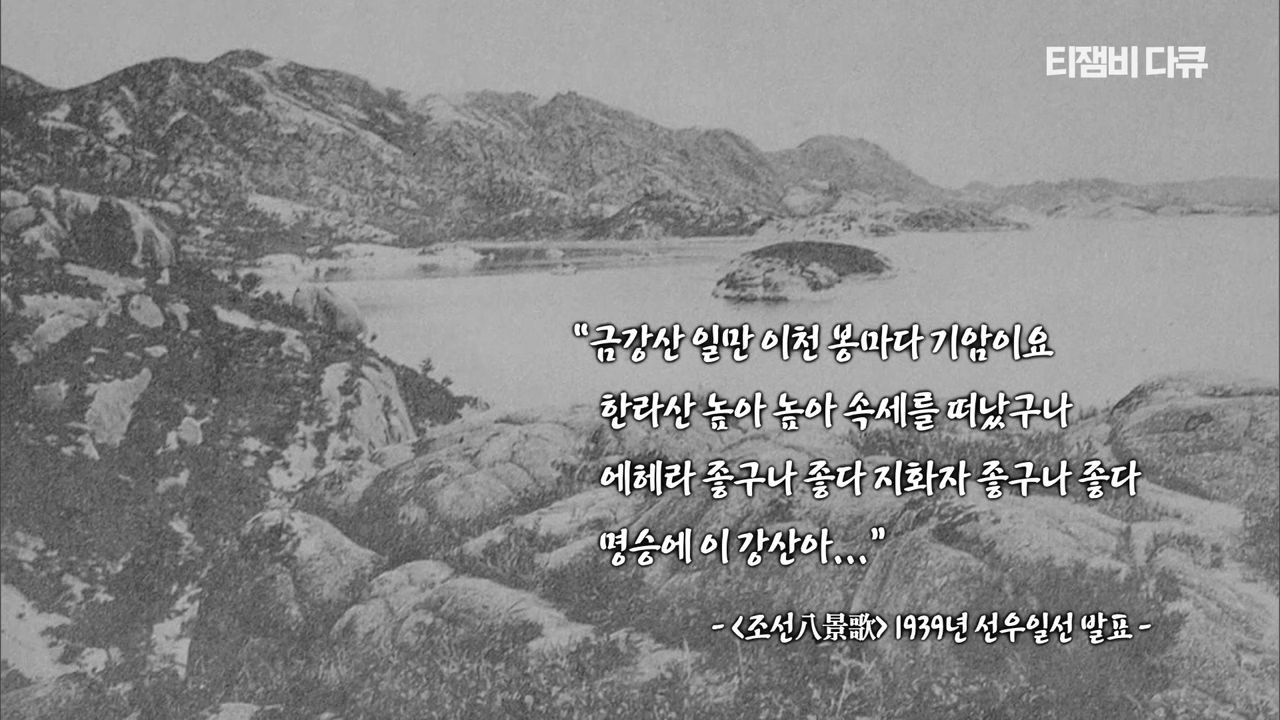 티잼비 다큐
“금강산 일만 이천 봉마다 기암이요
한라산 높아 높아 속세를 떠났구나
에헤라 좋구나 좋다 지화자 좋구나 좋다
명승에 이 강산아...”
- <조선八景歌> 1939년 선우일선 발표 -